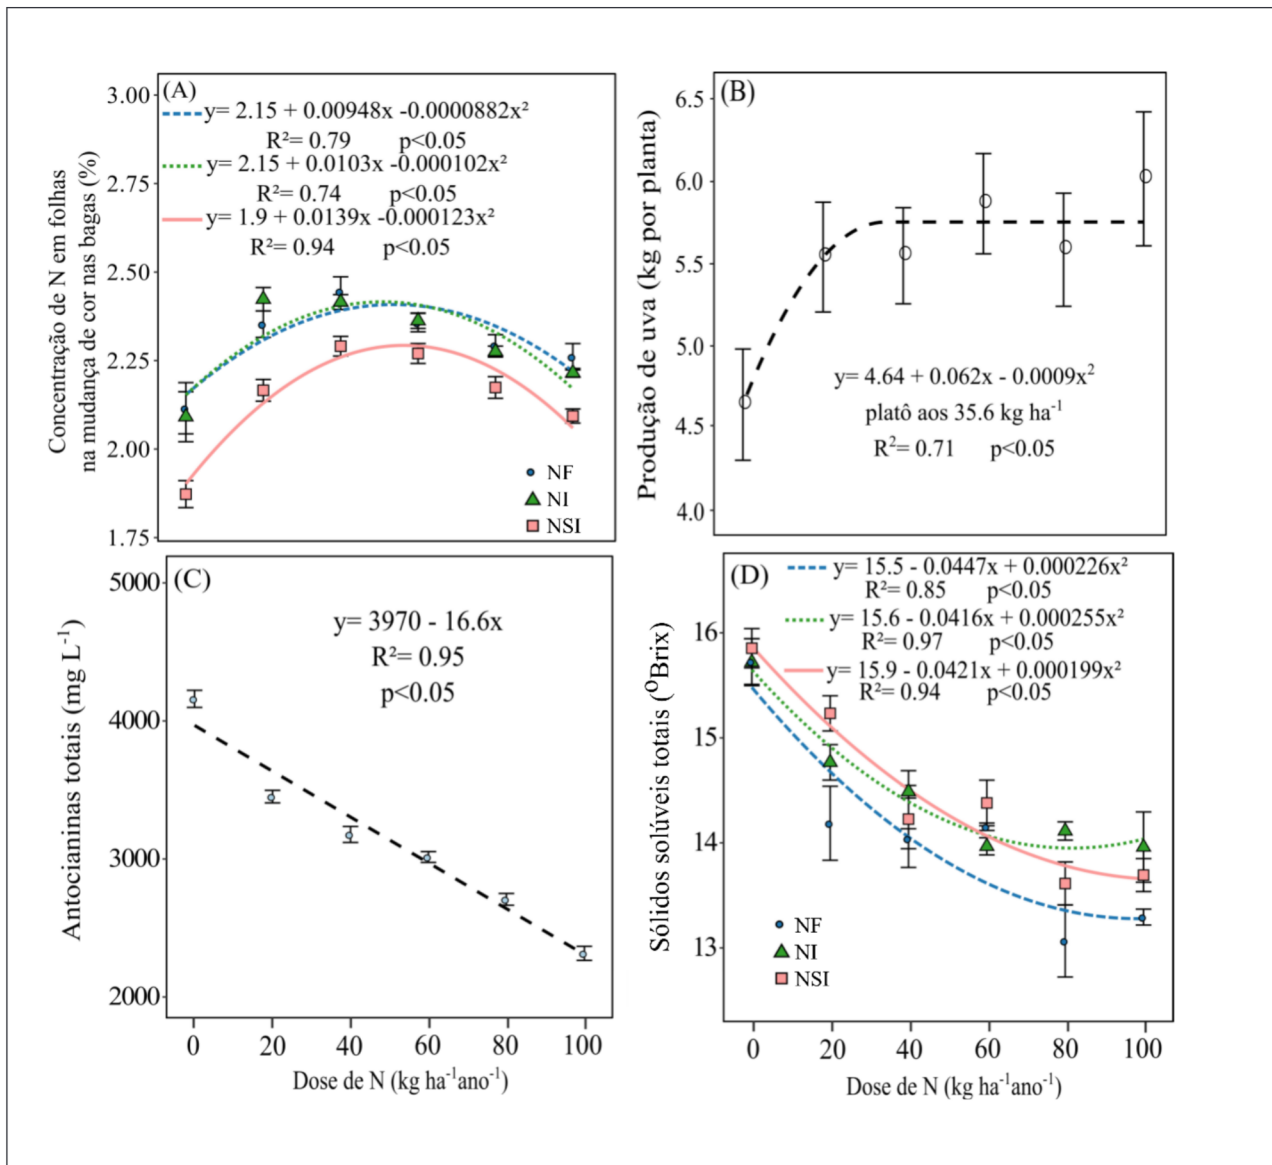 (A)
3.00
2.75
2.50
2.25
2.00
1.75
Concentração de N em folhas
na mudança de cor nas bagas (%)
y= 2.15 + 0.00948x -0.0000882x²
R²= 0.79 p<0.05
y= 2.15 + 0.0103x -0.000102x²
R²= 0.74 p<0.05
y= 1.9 + 0.0139x -0.000123x²
R²= 0.94 p<0.05
NF
NI
NSI
(B)
6.5
6.0
5.5
5.0
4.5
4.0
Produção de uva (kg por planta)
y= 4.64 + 0.062x - 0.0009x²
platô aos 35.6 kg ha⁻¹
R²= 0.71 p<0.05
(C)
5000
4000
3000
2000
Antocianinas totais (mg L⁻¹)
y= 3970 - 16.6x
R²= 0.95
p<0.05
0 20 40 60 80 100
Dose de N (kg ha⁻¹ano⁻¹)
(D)
16
15
14
13
Sólidos solúveis totais (ºBrix)
y= 15.5 - 0.0447x + 0.000226x²
R²= 0.85 p<0.05
y= 15.6 - 0.0416x + 0.000255x²
R²= 0.97 p<0.05
y= 15.9 -0.0421x + 0.000199x²
R²= 0.94 p<0.05
NF
NI
NSI
0 20 40 60 80 100
Dose de N (kg ha⁻¹ano⁻¹)